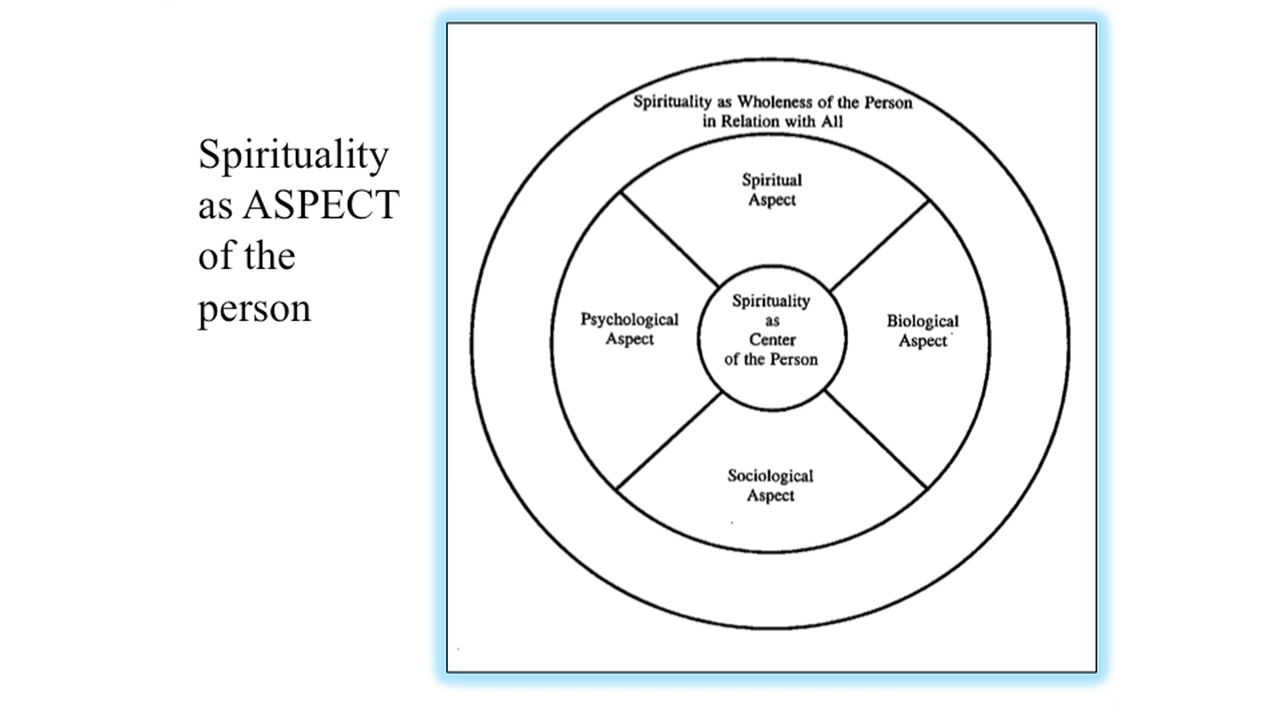 Spirituality
as ASPECT
of the
person
Spirituality as Wholeness of the Person
in Relation with All
Spiritual
Aspect
Psychological
Aspect
Spirituality
as
Center
of the Person
Biological
Aspect
Sociological
Aspect